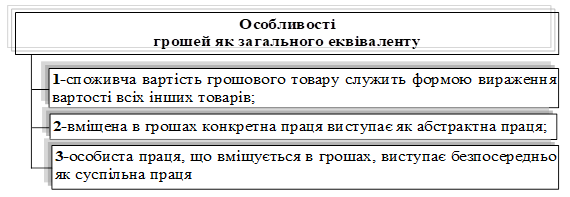 Особливості
грошей як загального еквіваленту
1-споживча вартість грошового товару служить формою вираження
вартості всіх інших товарів;
2-вміщена в грошах конкретна праця виступає як абстрактна праця;
3-особиста праця, що вміщується в грошах, виступає безпосередньо
як суспільна праця